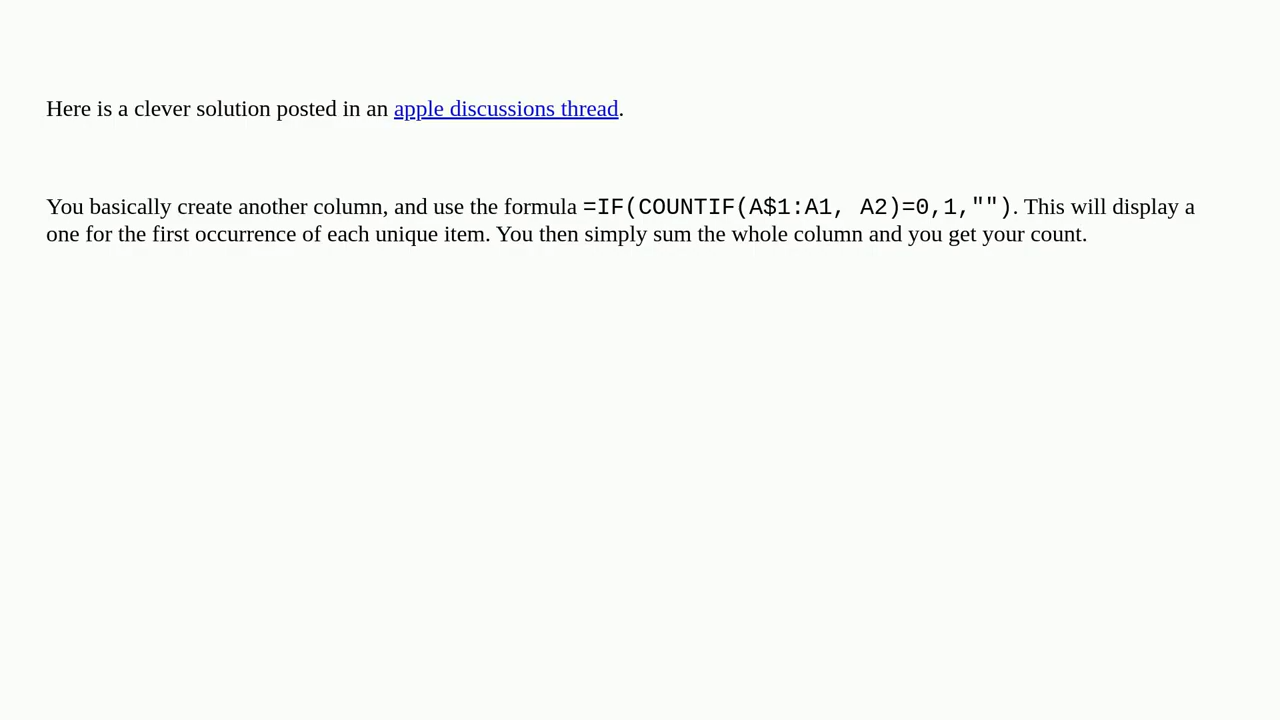 Here is a clever solution posted in an apple discussions thread.
You basically create another column, and use the formula =IF(COUNTIF(A$1:A1, A2)=0,1,""). This will display a
one for the first occurrence of each unique item. You then simply sum the whole column and you get your count.